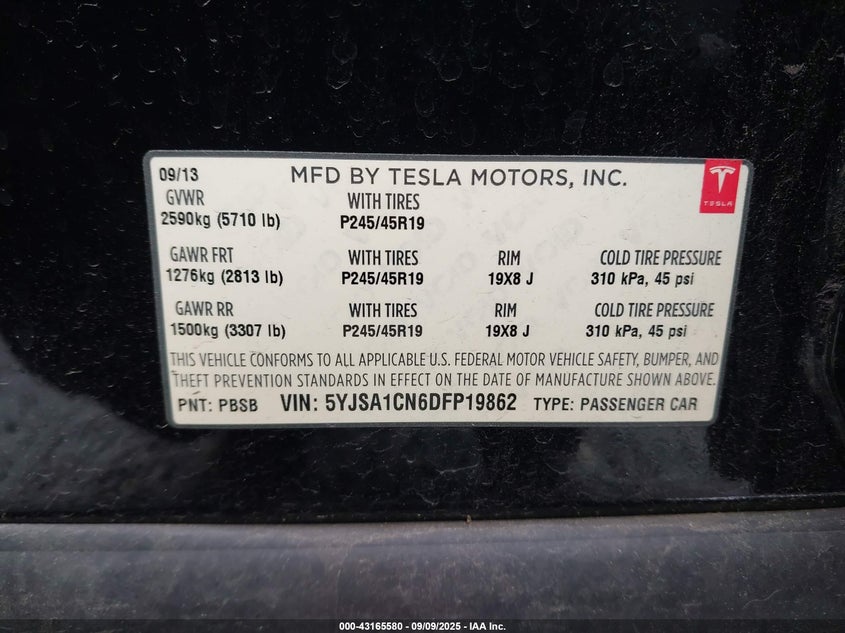 09/13 MFD BY TESLA MOTORS, INC.
TESLA
GVWR WITH TIRES
2590kg (5710 lb) P245/45R19
GAWR FRT WITH TIRES RIM COLD TIRE PRESSURE
1276kg (2813 lb) P245/45R19 19X8 J 310 kPa, 45 psi
GAWR RR WITH TIRES RIM COLD TIRE PRESSURE
1500kg (3307 lb) P245/45R19 19X8 J 310 kPa, 45 psi
THIS VEHICLE CONFORMS TO ALL APPLICABLE U.S. FEDERAL MOTOR VEHICLE SAFETY, BUMPER, AND
THEFT PREVENTION STANDARDS IN EFFECT ON THE DATE OF MANUFACTURE SHOWN ABOVE.
PNT: PBSB VIN: 5YJSA1CN6DFP19862 TYPE: PASSENGER CAR
000-43165580 - 09/09/2025 - IAA Inc.